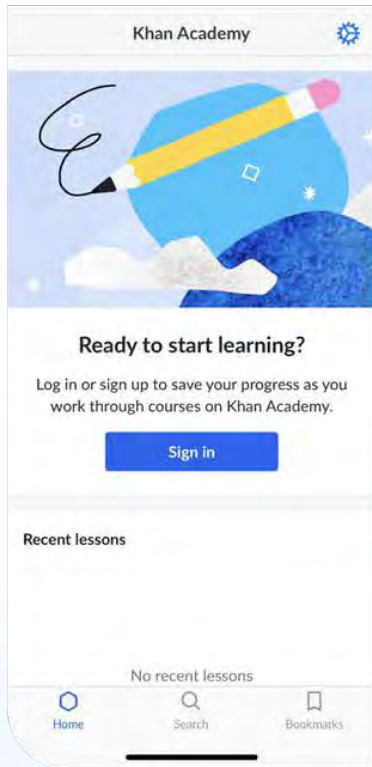 Khan Academy
Ready to start learning?
Log in or sign up to save your progress as you
work through courses on Khan Academy.
Sign in
Recent lessons
No recent lessons
Home Search Bookmarks